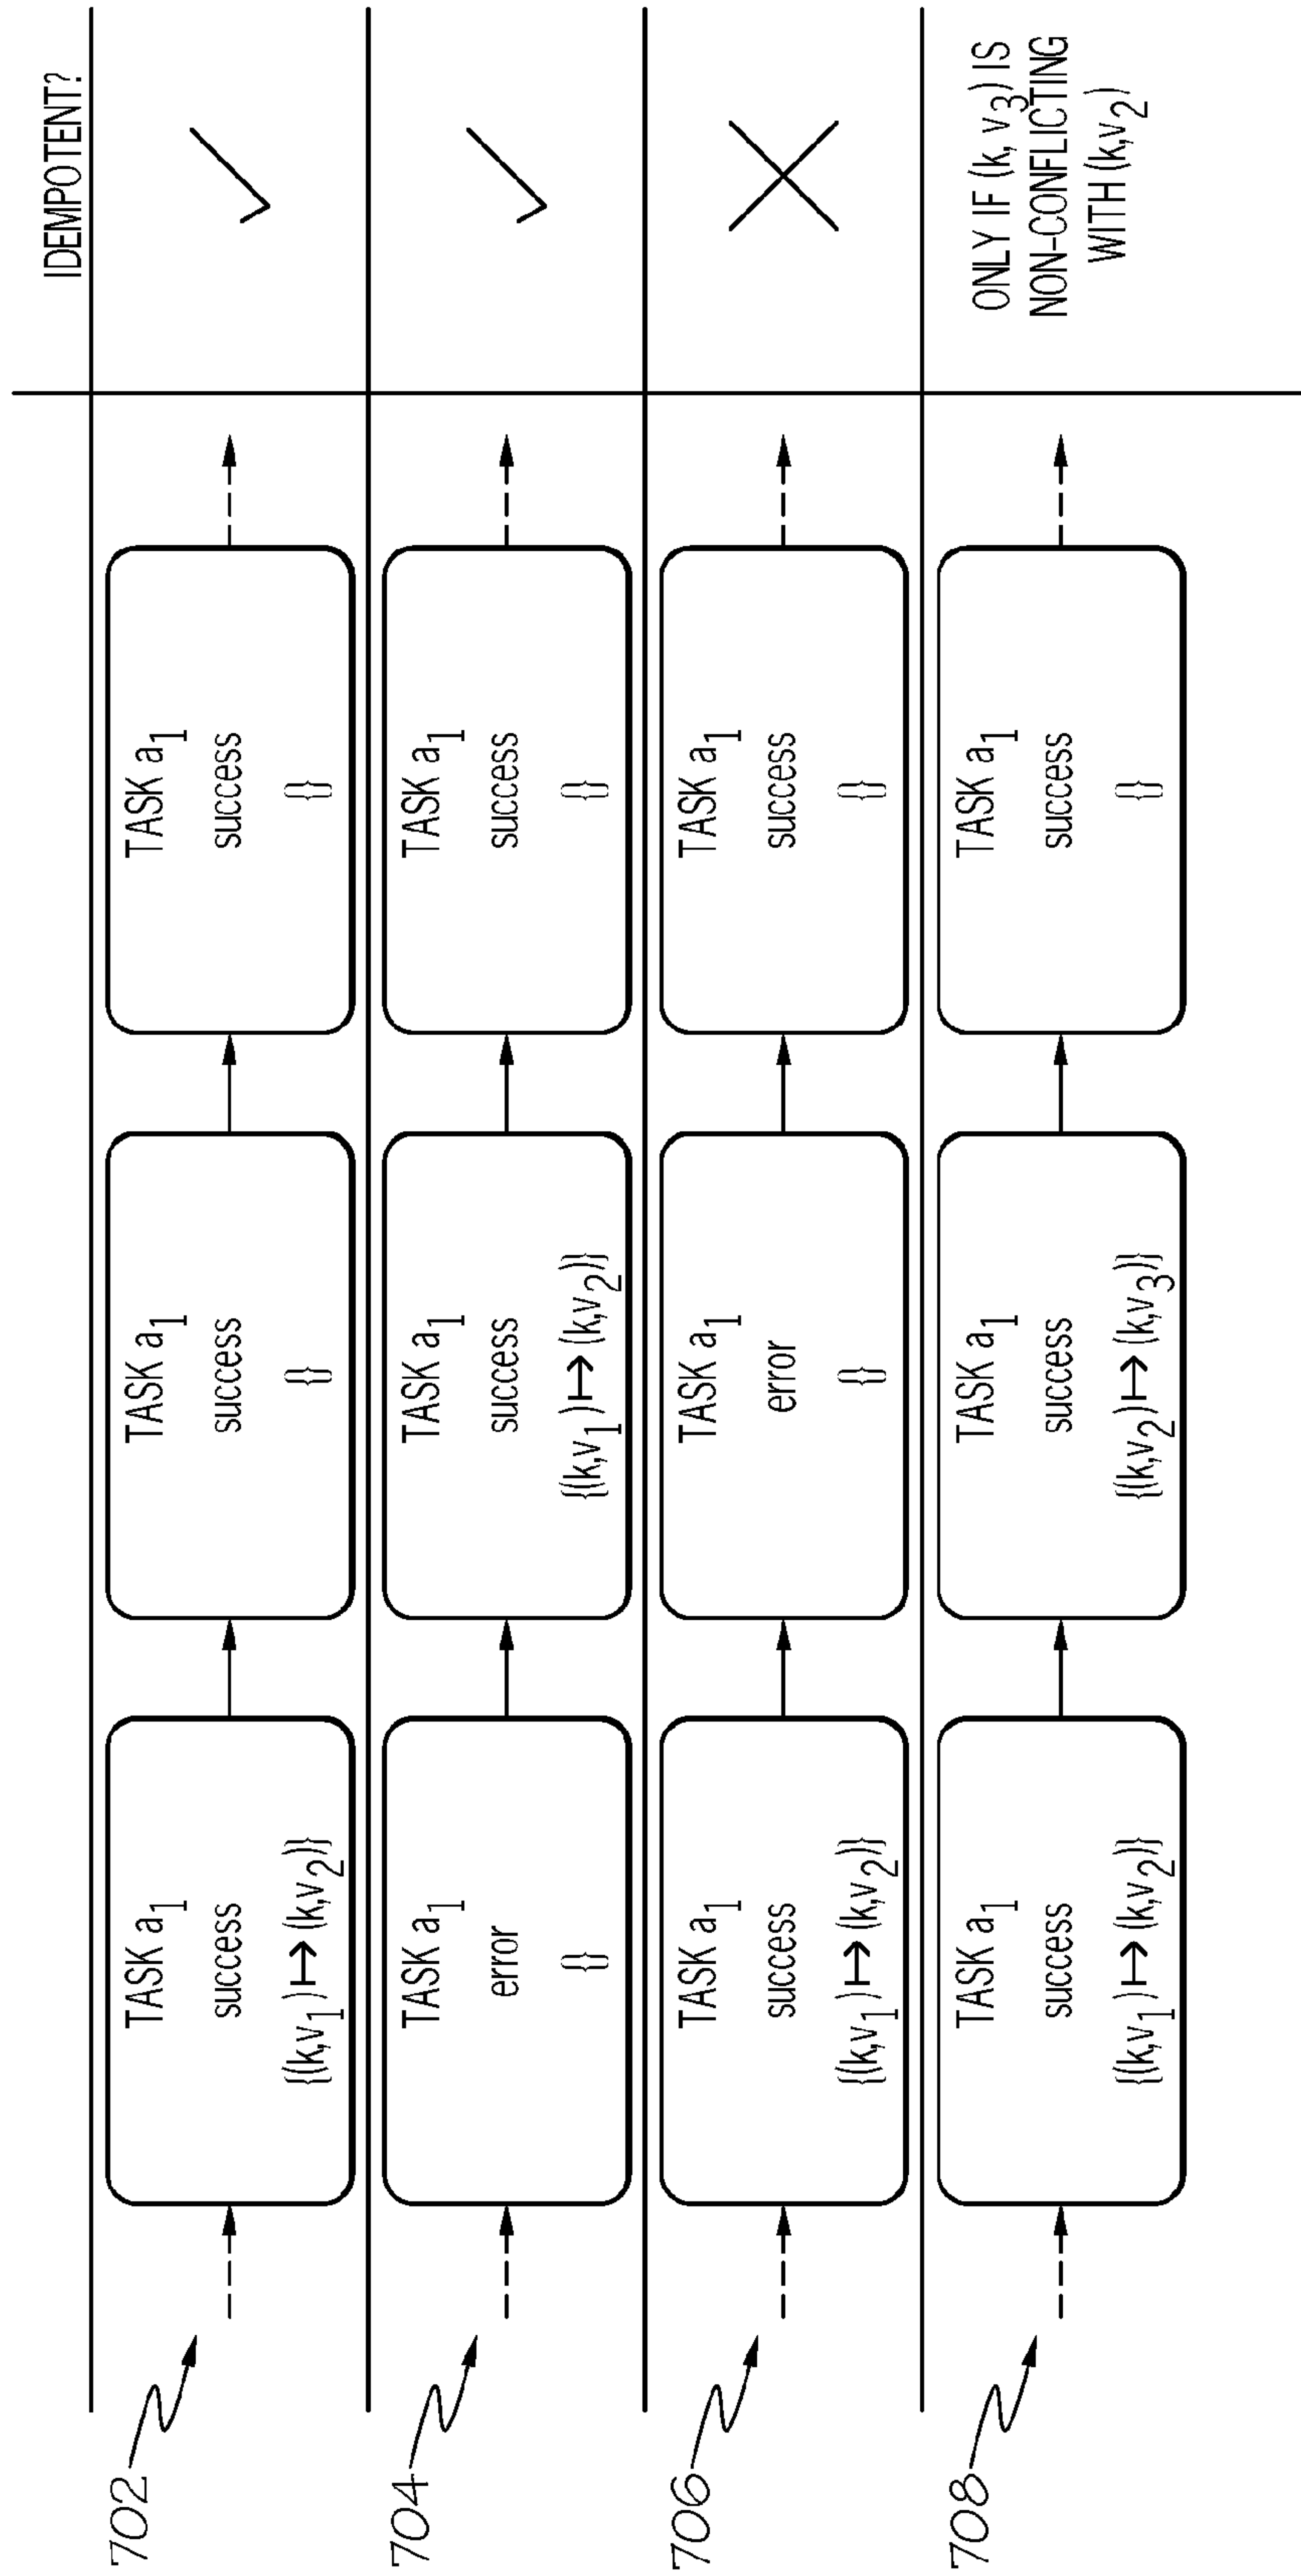 IDEMPOTENT?
702
TASK a1
success
{(k,v1) ↦ (k,v2)}
TASK a1
success
{}
TASK a1
success
{}
704
TASK a1
error
{}
TASK a1
success
{(k,v1) ↦ (k,v2)}
TASK a1
success
{}
706
TASK a1
success
{(k,v1) ↦ (k,v2)}
TASK a1
error
{}
TASK a1
success
{}
708
TASK a1
success
{(k,v1) ↦ (k,v2)}
TASK a1
success
{(k,v2) ↦ (k,v3)}
TASK a1
success
{}
ONLY IF (k, v3) IS
NON-CONFLICTING
WITH (k,v2)